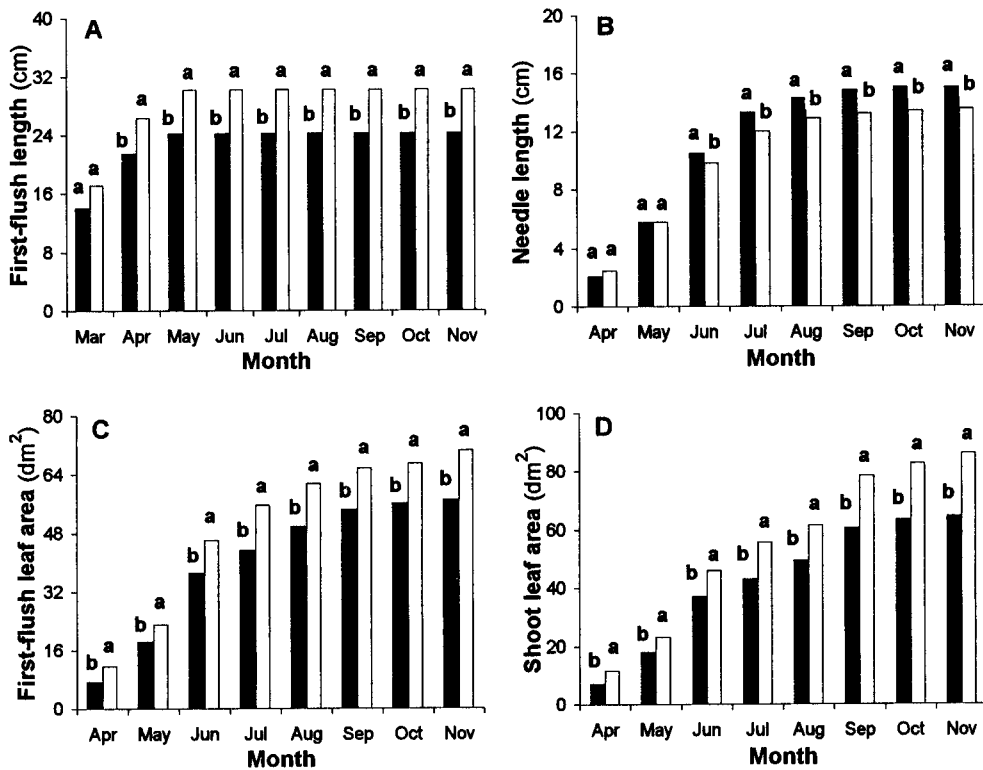 A
First-flush length (cm)
40
32
24
16
8
0
a a b a b a b a b a b a b a b a b a
Mar Apr May Jun Jul Aug Sep Oct Nov
Month
B
Needle length (cm)
20
16
12
8
4
0
a a a a a b a b a b a b a b a b
Apr May Jun Jul Aug Sep Oct Nov
Month
C
First-flush leaf area (dm²)
80
64
48
32
16
0
b a b a b a b a b a b a b a b a
Apr May Jun Jul Aug Sep Oct Nov
Month
D
Shoot leaf area (dm²)
100
80
60
40
20
0
b a b a b a b a b a b a b a b a
Apr May Jun Jul Aug Sep Oct Nov
Month